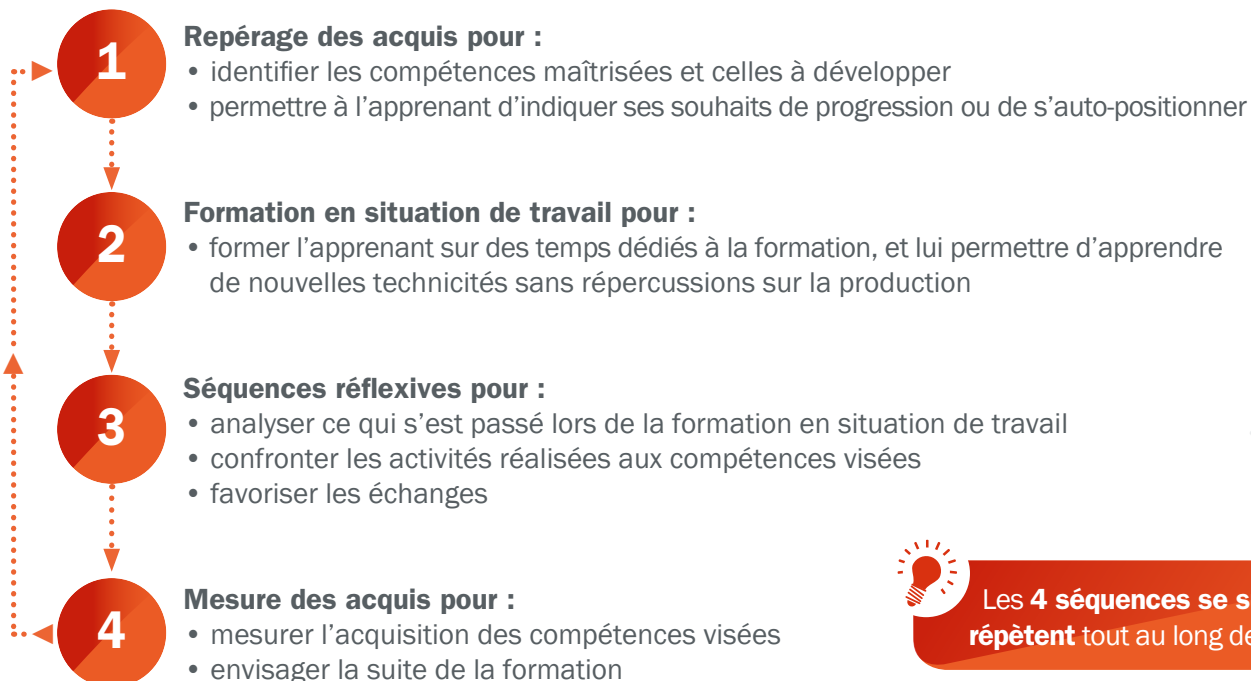 1
Repérage des acquis pour :
• identifier les compétences maîtrisées et celles à développer
• permettre à l'apprenant d'indiquer ses souhaits de progression ou de s'auto-positionner
2
Formation en situation de travail pour :
• former l'apprenant sur des temps dédiés à la formation, et lui permettre d'apprendre
de nouvelles technicités sans répercussions sur la production
3
Séquences réflexives pour :
• analyser ce qui s'est passé lors de la formation en situation de travail
• confronter les activités réalisées aux compétences visées
• favoriser les échanges
4
Mesure des acquis pour :
• mesurer l'acquisition des compétences visées
• envisager la suite de la formation
Les 4 séquences se s
répètent tout au long de